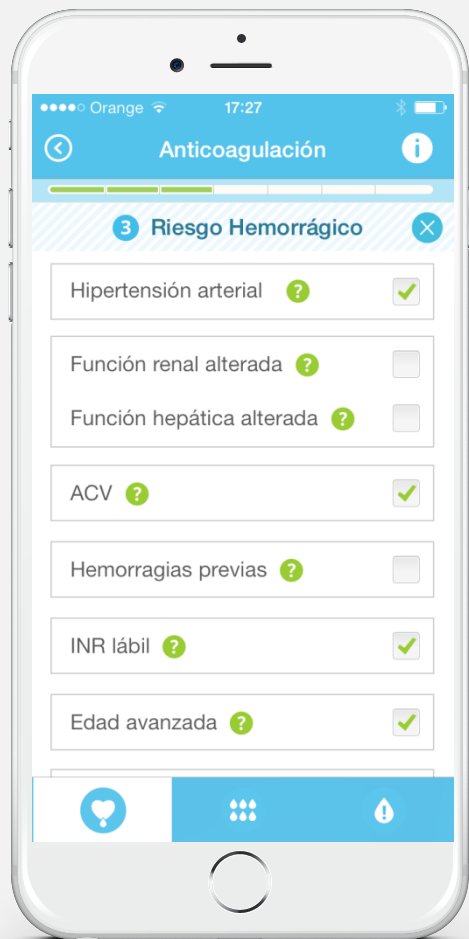 Orange 17:27
Anticoagulación i
3 Riesgo Hemorrágico
Hipertensión arterial ?
Función renal alterada ?
Función hepática alterada ?
ACV ?
Hemorragias previas ?
INR lábil ?
Edad avanzada ?
!